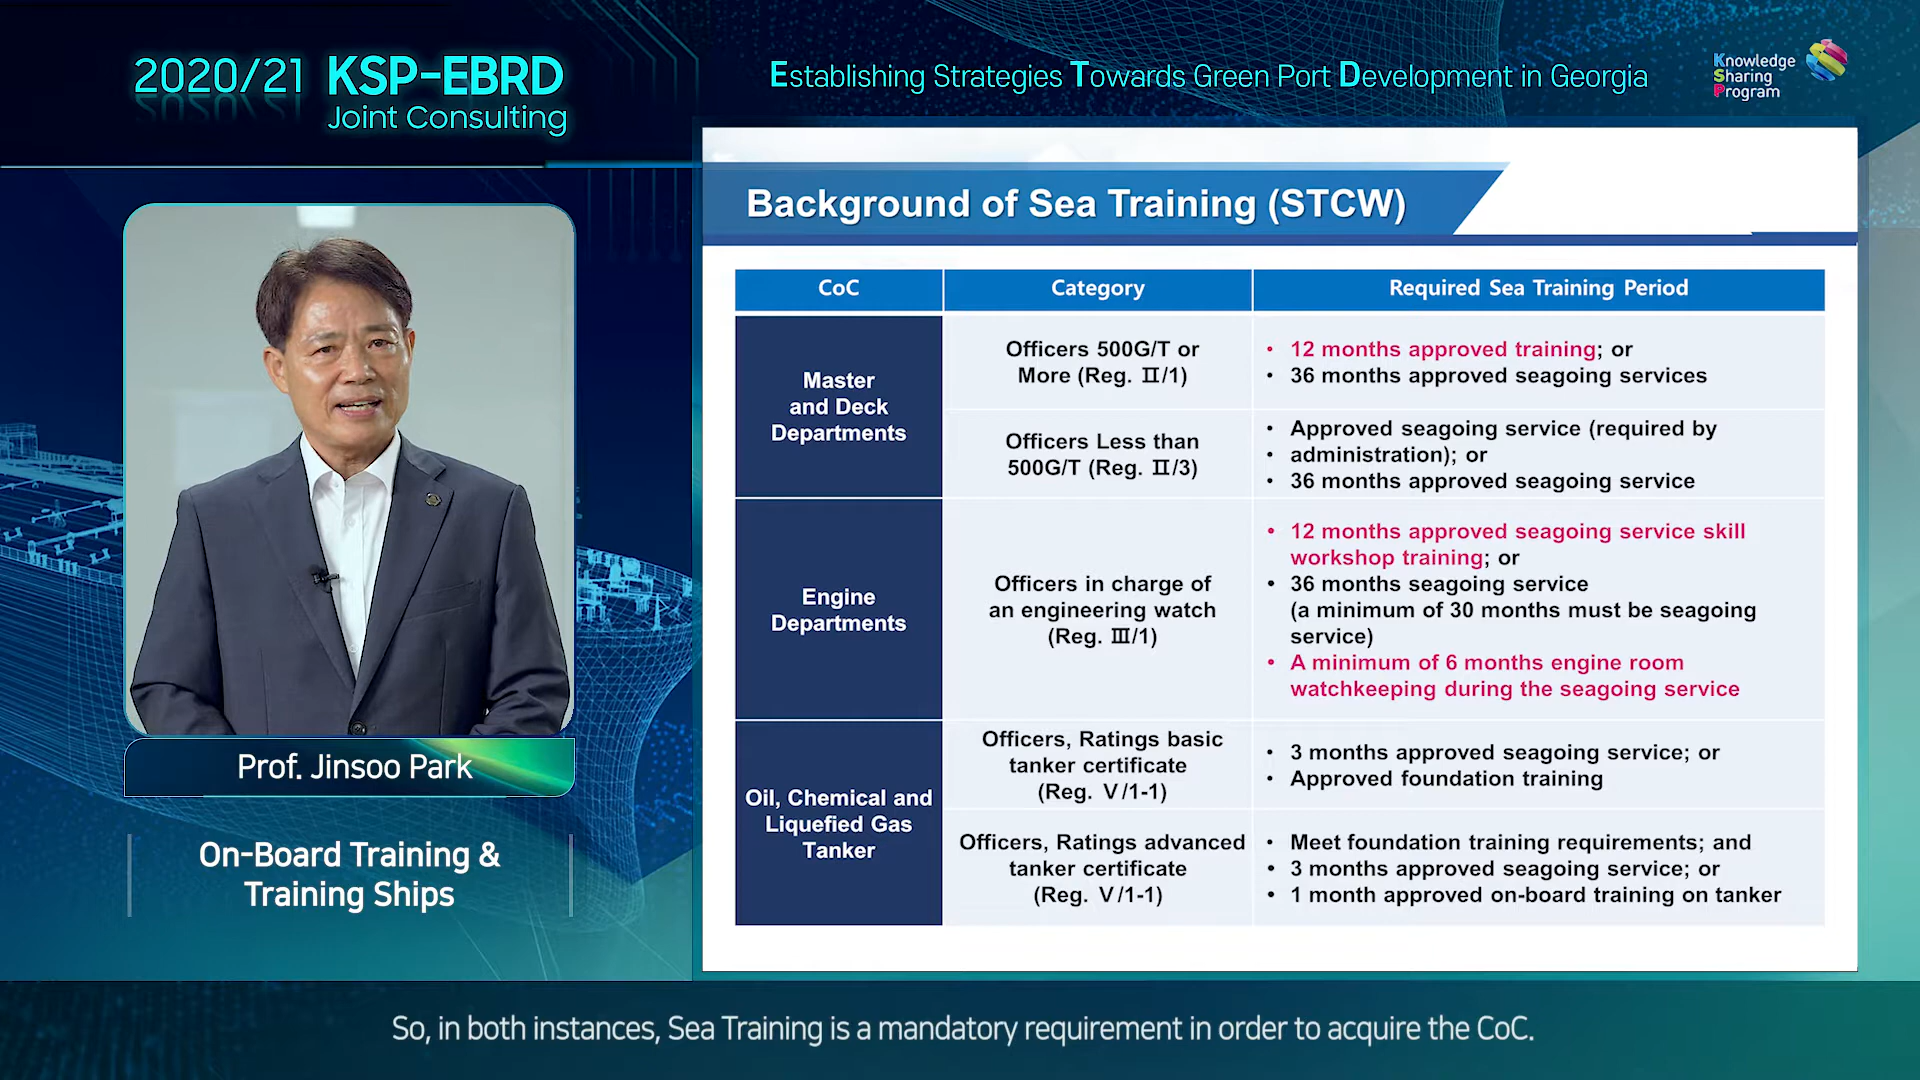 2020/21 KSP-EBRD
Joint Consulting
Establishing Strategies Towards Green Port Development in Georgia
Knowledge
Sharing
Program
Background of Sea Training (STCW)
CoC
Category
Required Sea Training Period
Master
and Deck
Departments
Officers 500G/T or
More (Reg. Ⅱ/1)
• 12 months approved training; or
• 36 months approved seagoing services
Officers Less than
500G/T (Reg. Ⅱ/3)
• Approved seagoing service (required by
• administration); or
• 36 months approved seagoing service
Engine
Departments
Officers in charge of
an engineering watch
(Reg. Ⅲ/1)
• 12 months approved seagoing service skill
workshop training; or
• 36 months seagoing service
(a minimum of 30 months must be seagoing
service)
• A minimum of 6 months engine room
watchkeeping during the seagoing service
Oil, Chemical and
Liquefied Gas
Tanker
Officers, Ratings basic
tanker certificate
(Reg. Ⅴ/1-1)
• 3 months approved seagoing service; or
• Approved foundation training
Officers, Ratings advanced
tanker certificate
(Reg. Ⅴ/1-1)
• Meet foundation training requirements; and
• 3 months approved seagoing service; or
• 1 month approved on-board training on tanker
Prof. Jinsoo Park
On-Board Training &
Training Ships
So, in both instances, Sea Training is a mandatory requirement in order to acquire the CoC.